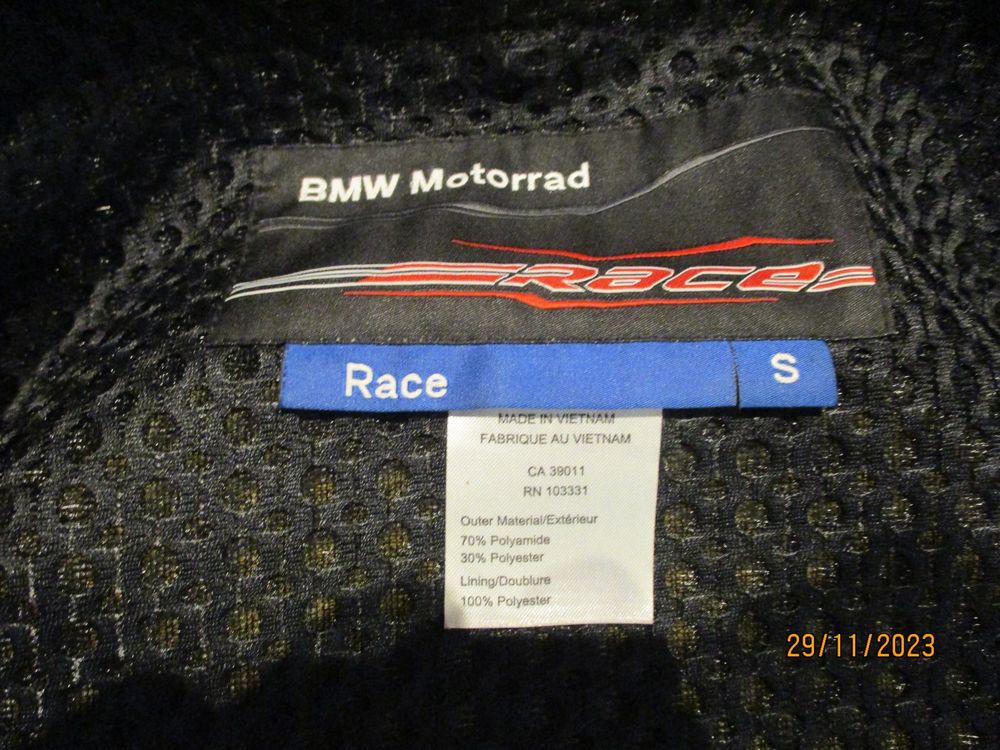 BMW Motorrad
Race
Race
S
MADE IN VIETNAM
FABRIQUE AU VIETNAM
CA 39011
RN 103331
Outer Material/Extérieur
70% Polyamide
30% Polyester
Lining/Doublure
100% Polyester
29/11/2023